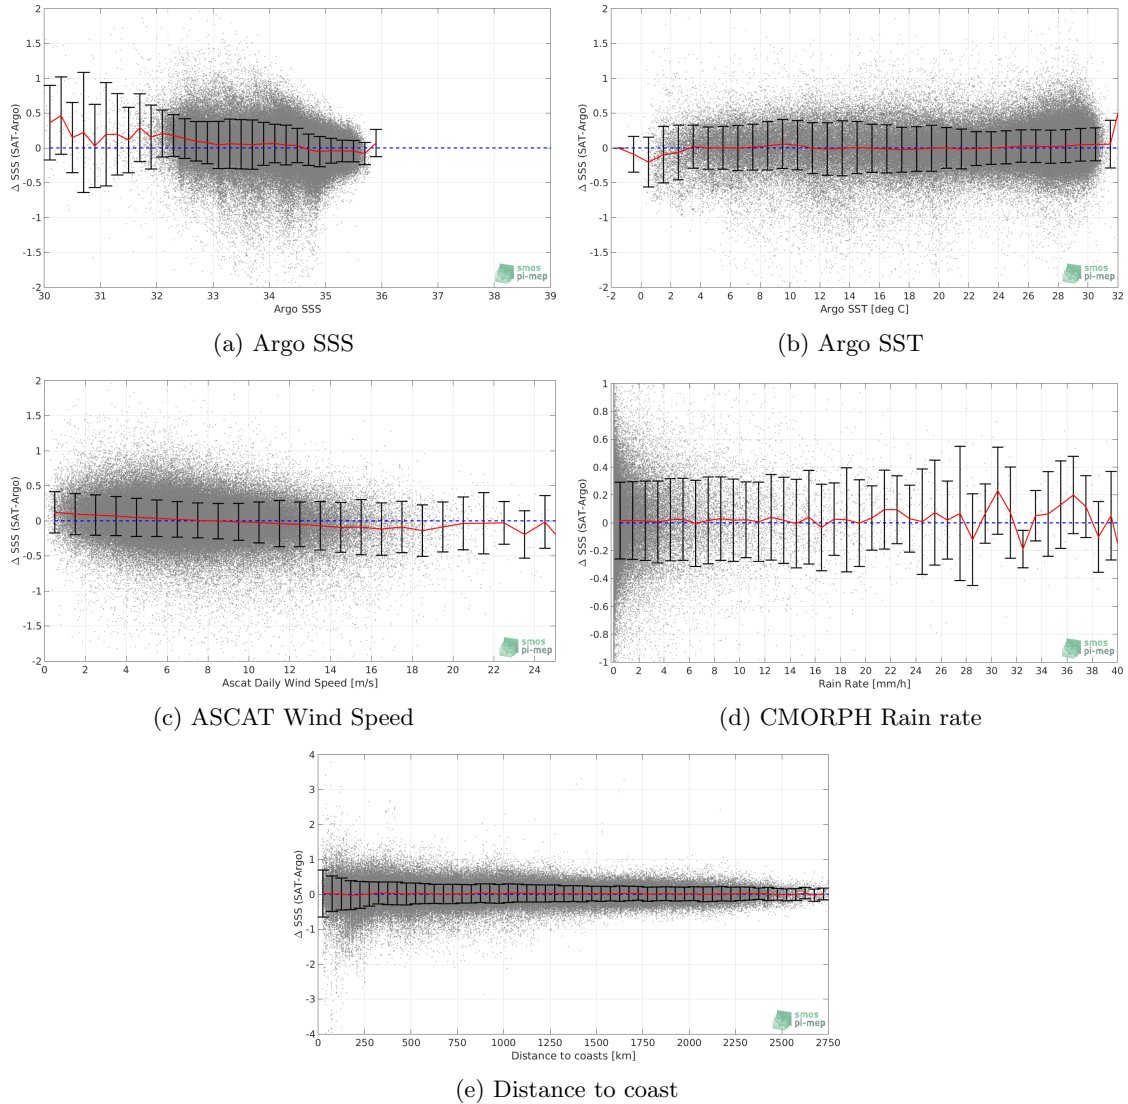 2
1.5
1
0.5
0
-0.5
-1
-1.5
-2
Δ SSS (SAT-Argo)
30 31 32 33 34 35 36 37 38 39
Argo SSS
smos
pi-mep
(a) Argo SSS
2
1.5
1
0.5
0
-0.5
-1
-1.5
-2
Δ SSS (SAT-Argo)
-2 0 2 4 6 8 10 12 14 16 18 20 22 24 26 28 30 32
Argo SST [deg C]
smos
pi-mep
(b) Argo SST
2
1.5
1
0.5
0
-0.5
-1
-1.5
-2
Δ SSS (SAT-Argo)
0 2 4 6 8 10 12 14 16 18 20 22 24
Ascat Daily Wind Speed [m/s]
smos
pi-mep
(c) ASCAT Wind Speed
1
0.8
0.6
0.4
0.2
0
-0.2
-0.4
-0.6
-0.8
-1
Δ SSS (SAT-Argo)
0 2 4 6 8 10 12 14 16 18 20 22 24 26 28 30 32 34 36 38 40
Rain Rate [mm/h]
smos
pi-mep
(d) CMORPH Rain rate
4
3
2
1
0
-1
-2
-3
-4
Δ SSS (SAT-Argo)
0 250 500 750 1000 1250 1500 1750 2000 2250 2500 2750
Distance to coasts [km]
smos
pi-mep
(e) Distance to coast